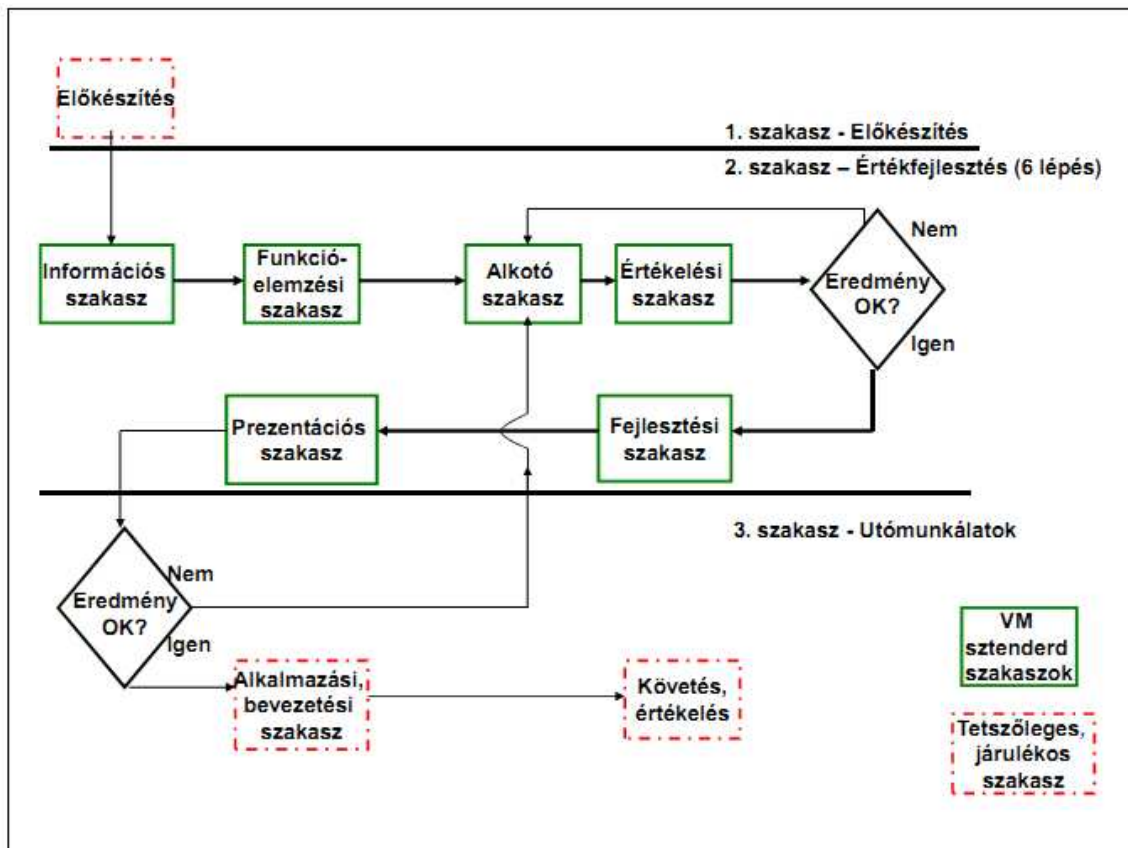 Előkészítés
1. szakasz - Előkészítés
2. szakasz – Értékfejlesztés (6 lépés)
Információs
szakasz
Funkció-
elemzési
szakasz
Alkotó
szakasz
Értékelési
szakasz
Nem
Eredmény
OK?
Igen
Prezentációs
szakasz
Fejlesztési
szakasz
3. szakasz - Utómunkálatok
Nem
Eredmény
OK?
Igen
Alkalmazási,
bevezetési
szakasz
Követés,
értékelés
VM
sztenderd
szakaszok
Tetszőleges,
járulékos
szakasz